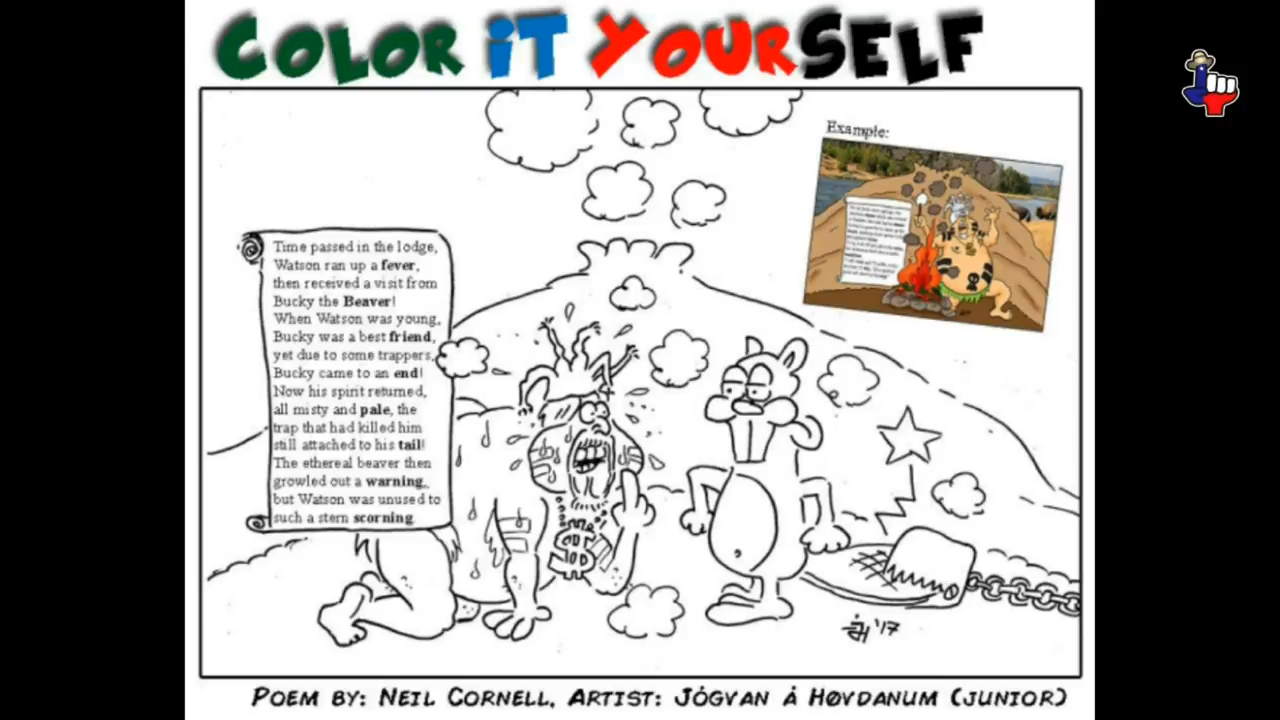 COLOR iT YOURSELF
Example:
Time passed in the lodge,
Watson ran up a fever,
then received a visit from
Bucky the Beaver!
When Watson was young,
Bucky was a best friend,
yet due to some trappers,
Bucky came to an end!
Now his spirit returned,
all misty and pale, the
trap that had killed him
still attached to his tail!
The ethereal beaver then
growled out a warning,
but Watson was unused to
such a stern scorning.
'17
POEM BY: NEIL CORNELL, ARTIST: JÓGVAN Á HØVDANUM (JUNIOR)